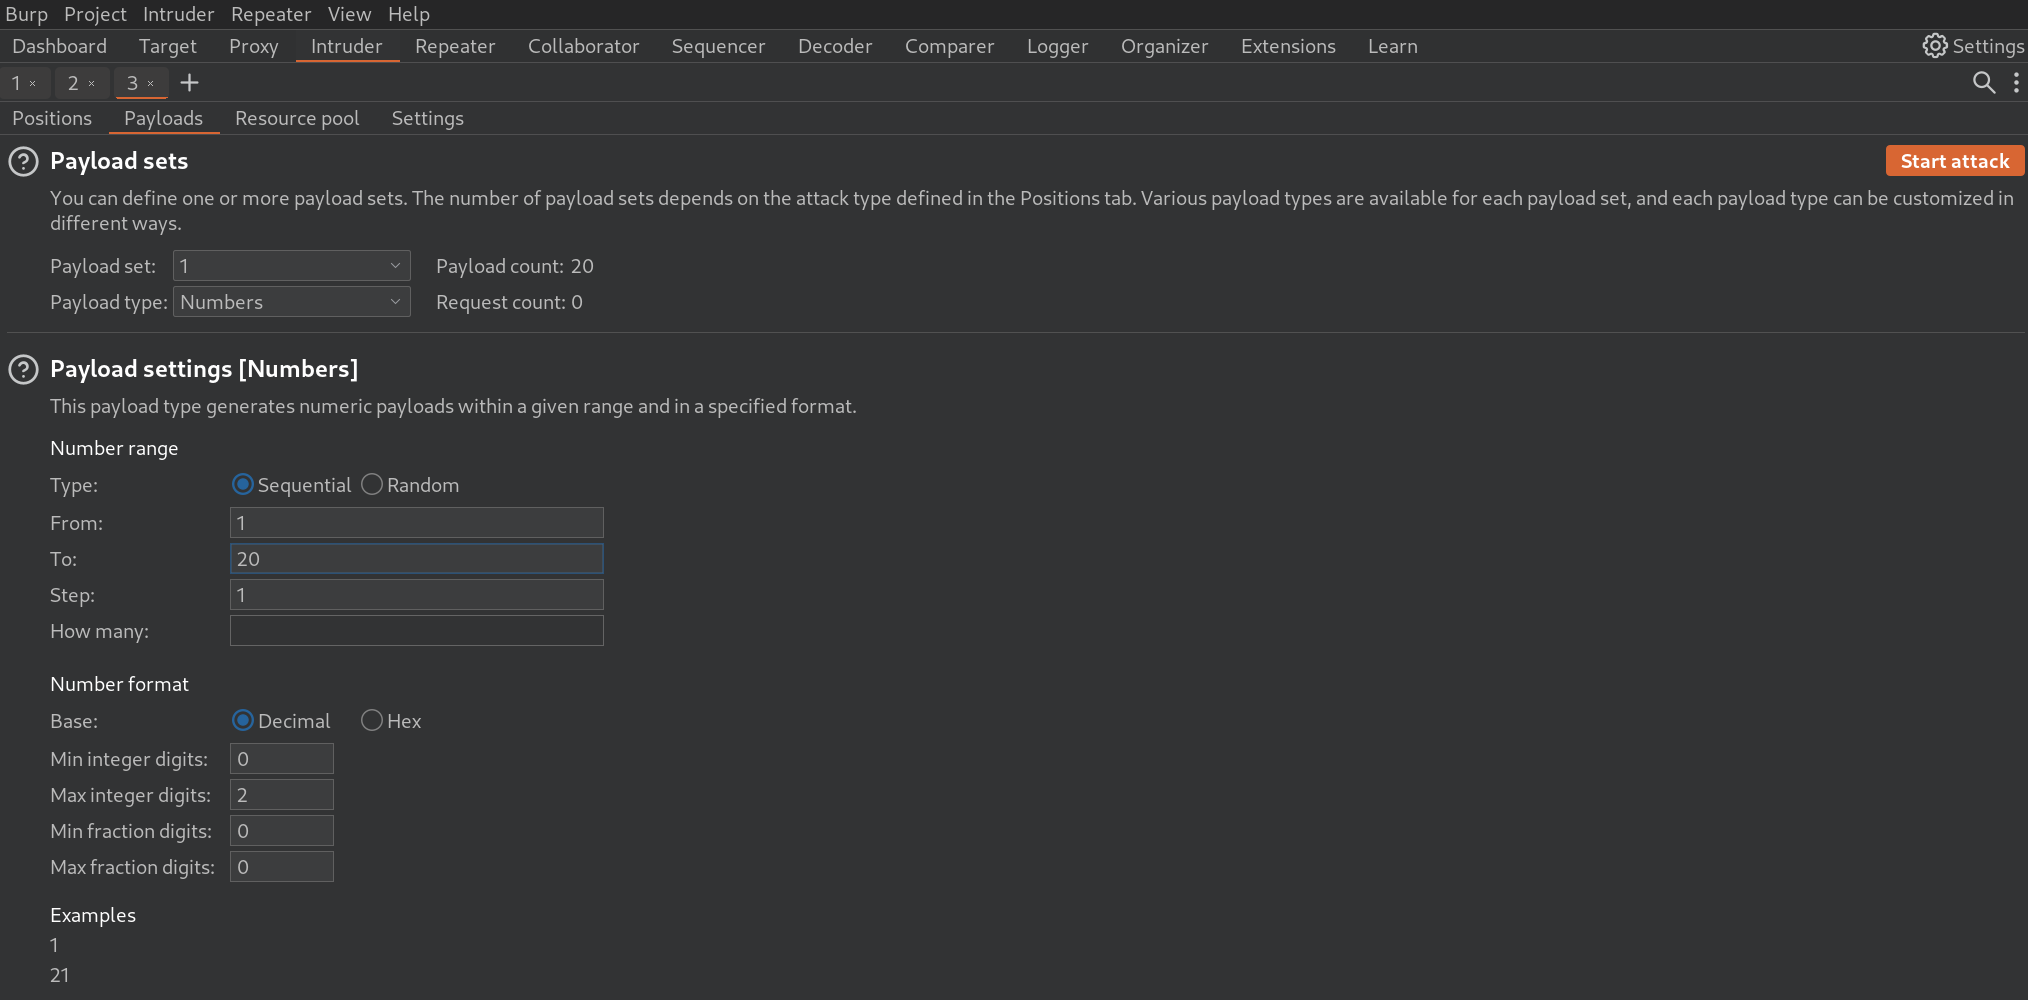 Burp Project Intruder Repeater View Help
Dashboard Target Proxy Intruder Repeater Collaborator Sequencer Decoder Comparer Logger Organizer Extensions Learn Settings
1 × 2 × 3 × +
Positions Payloads Resource pool Settings
? Payload sets Start attack
You can define one or more payload sets. The number of payload sets depends on the attack type defined in the Positions tab. Various payload types are available for each payload set, and each payload type can be customized in
different ways.
Payload set: 1 Payload count: 20
Payload type: Numbers Request count: 0
? Payload settings [Numbers]
This payload type generates numeric payloads within a given range and in a specified format.
Number range
Type: Sequential Random
From: 1
To: 20
Step: 1
How many:
Number format
Base: Decimal Hex
Min integer digits: 0
Max integer digits: 2
Min fraction digits: 0
Max fraction digits: 0
Examples
1
21